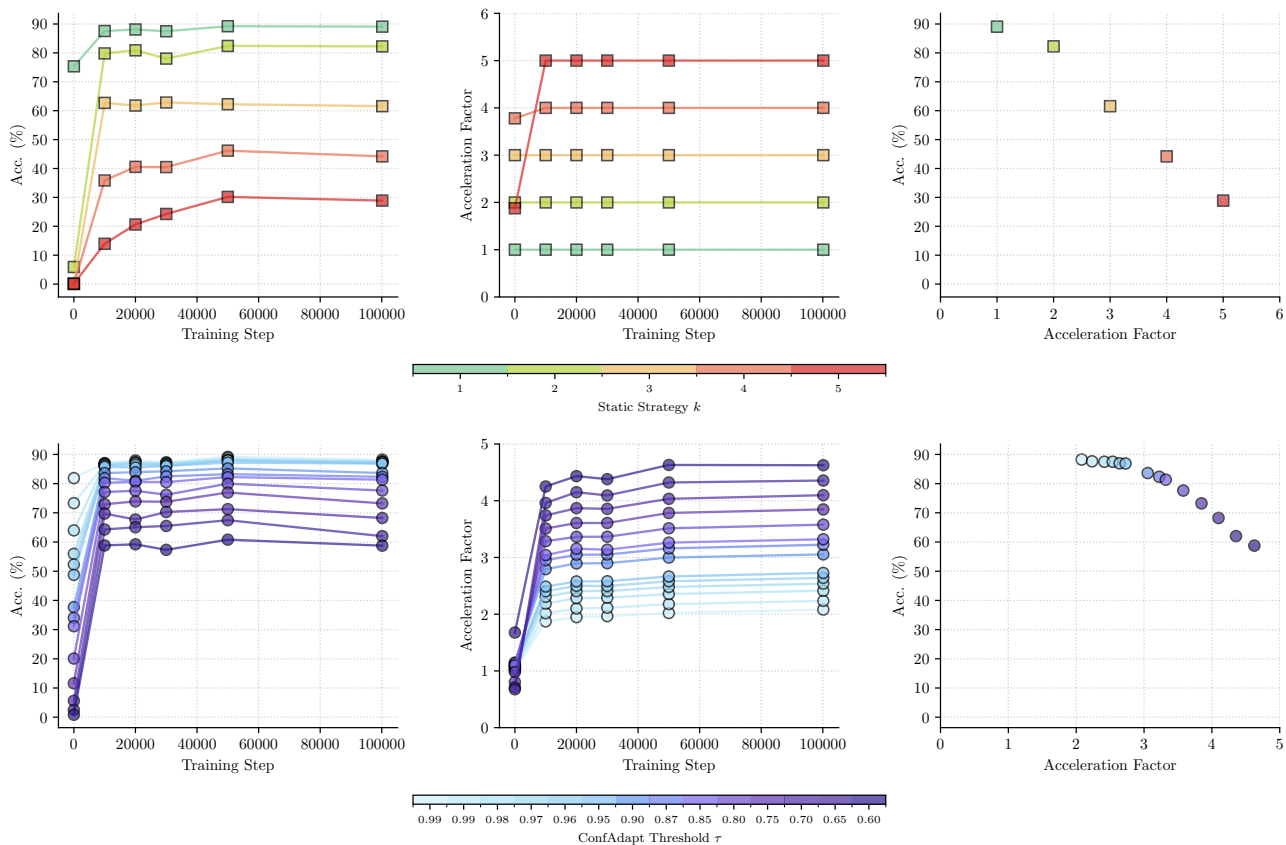 0
10
20
30
40
50
60
70
80
90
Acc. (%)
0 20000 40000 60000 80000 100000
Training Step
0
1
2
3
4
5
6
Acceleration Factor
0 20000 40000 60000 80000 100000
Training Step
0
10
20
30
40
50
60
70
80
90
Acc. (%)
0 1 2 3 4 5 6
Acceleration Factor
1 2 3 4 5
Static Strategy k
0
10
20
30
40
50
60
70
80
90
Acc. (%)
0 20000 40000 60000 80000 100000
Training Step
0
1
2
3
4
5
Acceleration Factor
0 20000 40000 60000 80000 100000
Training Step
0
10
20
30
40
50
60
70
80
90
Acc. (%)
0 1 2 3 4 5
Acceleration Factor
0.99 0.99 0.98 0.97 0.96 0.95 0.90 0.85 0.80 0.75 0.70 0.65 0.60
ConfAdapt Threshold τ